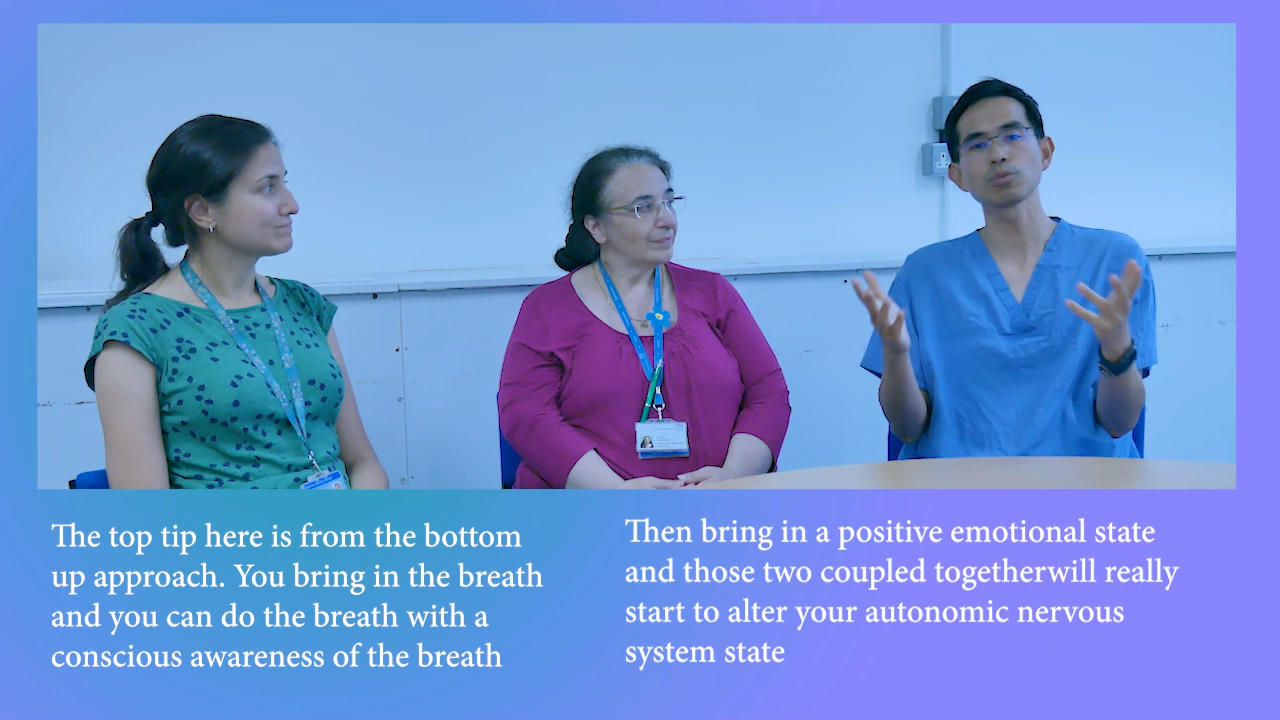 The top tip here is from the bottom
up approach. You bring in the breath
and you can do the breath with a
conscious awareness of the breath
Then bring in a positive emotional state
and those two coupled togetherwill really
start to alter your autonomic nervous
system state